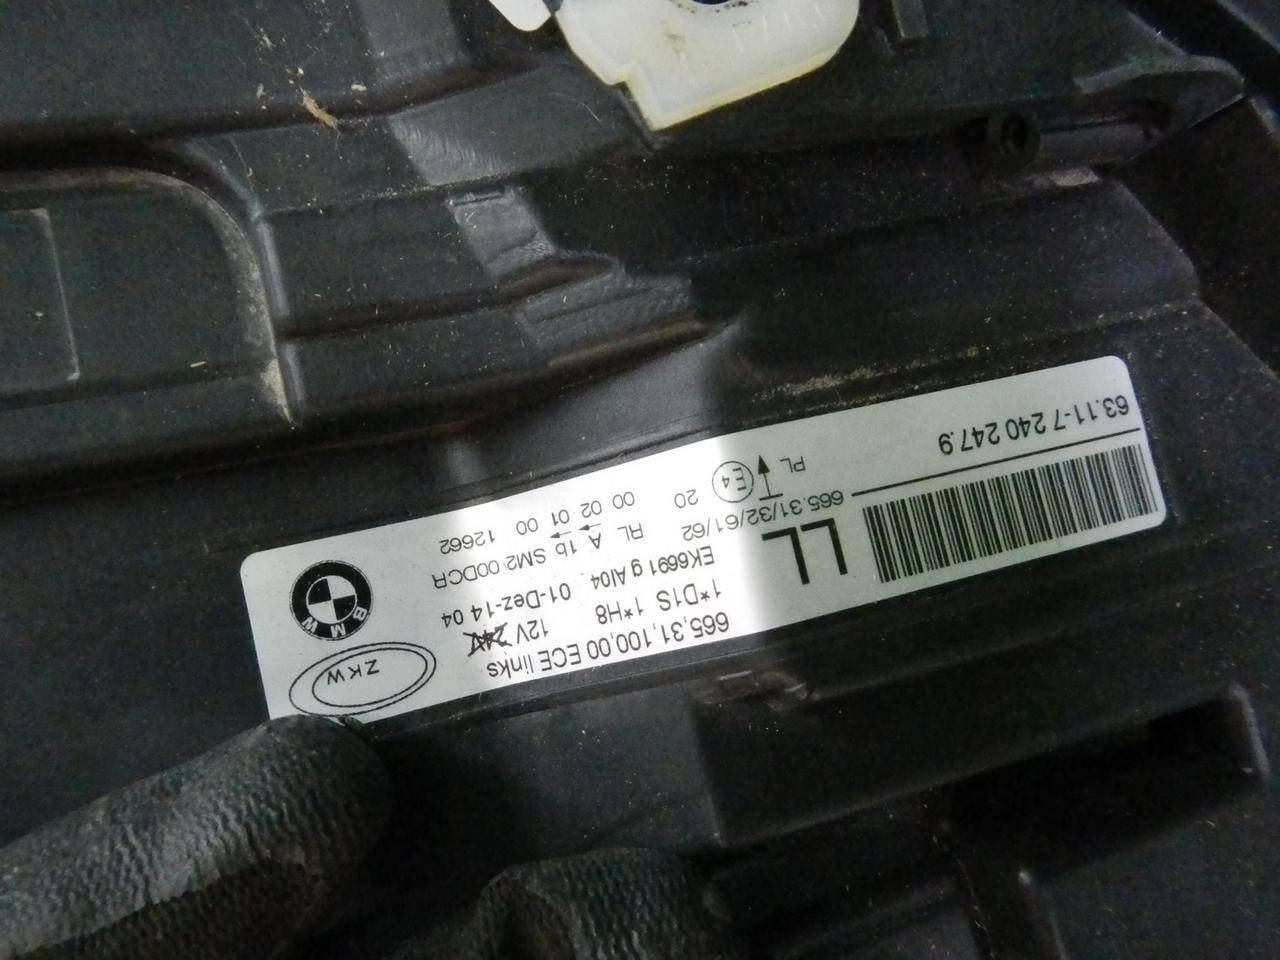 BMW
ZKW
665,31,100,00 ECE links
12V 24V
1*D1S 1*H8
01-Dez-14 04
EK6691 g Al04
SM2 00DCR
LL
665.31/32/61/62
RL A 1b
00 02 01 00 12662
20 E4 PL
63.11-7 240 247.9